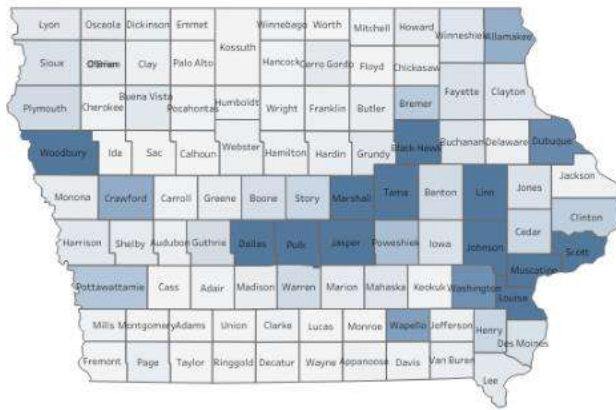 Lyon Osceola Dickinson Emmet Winnebago Worth Mitchell Howard Winneshiek Allamakee
Kossuth
Sioux O'Brien Clay Palo Alto Hancock Cerro Gordo Floyd Chickasaw
Plymouth Cherokee Buena Vista Pocahontas Humboldt Wright Franklin Butler Bremer Fayette Clayton
Woodbury Ida Sac Calhoun Webster Hamilton Hardin Grundy Black Hawk Buchanan Delaware Dubuque
Monona Crawford Carroll Greene Boone Story Marshall Tama Benton Linn Jones Jackson
Clinton
Harrison Shelby Audubon Guthrie Dallas Polk Jasper Poweshiek Iowa Johnson Cedar Scott
Muscatine
Pottawattamie Cass Adair Madison Warren Marion Mahaska Keokuk Washington Louisa
Mills Montgomery Adams Union Clarke Lucas Monroe Wapello Jefferson Henry Des Moines
Fremont Page Taylor Ringgold Decatur Wayne Appanoose Davis Van Buren Lee